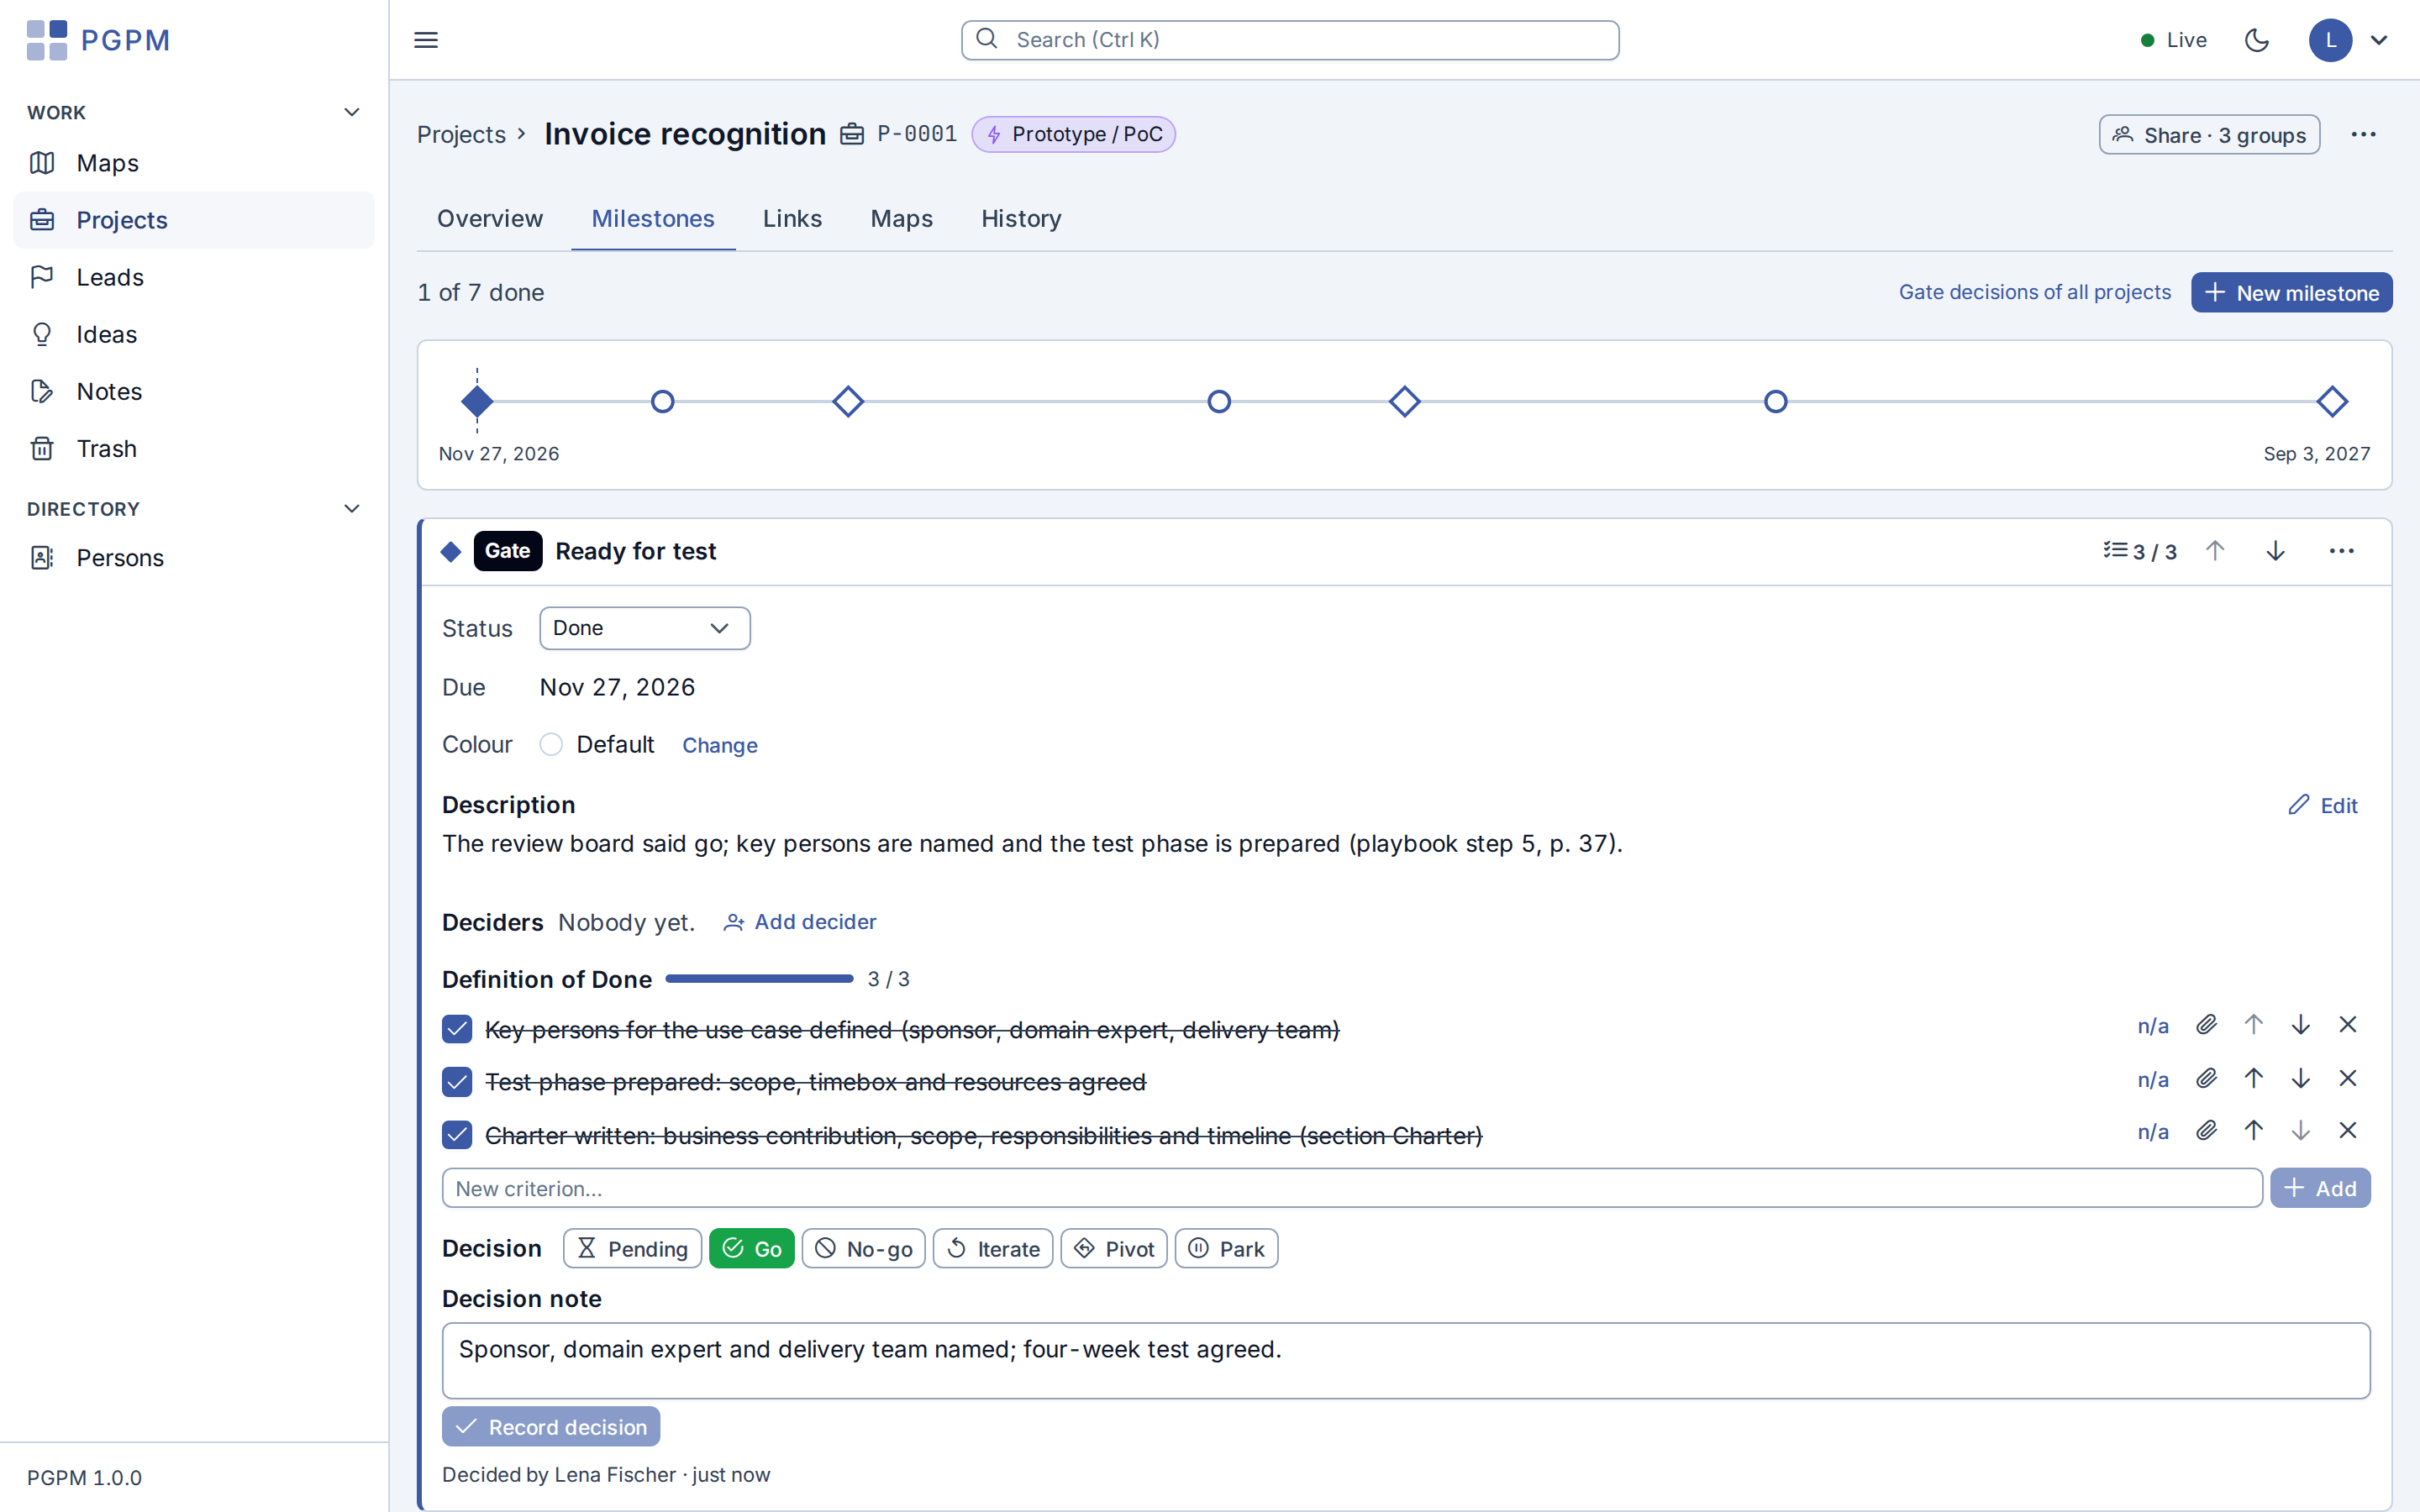 PGPM
Search (Ctrl K)
Live
L
WORK
Maps
Projects
Leads
Ideas
Notes
Trash
DIRECTORY
Persons
PGPM 1.0.0
Projects › Invoice recognition P-0001 Prototype / PoC
Share · 3 groups
Overview Milestones Links Maps History
1 of 7 done
Gate decisions of all projects
New milestone
Nov 27, 2026
Sep 3, 2027
Gate Ready for test
3 / 3
Status Done
Due Nov 27, 2026
Colour Default Change
Description
Edit
The review board said go; key persons are named and the test phase is prepared (playbook step 5, p. 37).
Deciders Nobody yet. Add decider
Definition of Done 3 / 3
Key persons for the use case defined (sponsor, domain expert, delivery team) n/a
Test phase prepared: scope, timebox and resources agreed n/a
Charter written: business contribution, scope, responsibilities and timeline (section Charter) n/a
New criterion...
Add
Decision Pending Go No-go Iterate Pivot Park
Decision note
Sponsor, domain expert and delivery team named; four-week test agreed.
Record decision
Decided by Lena Fischer · just now